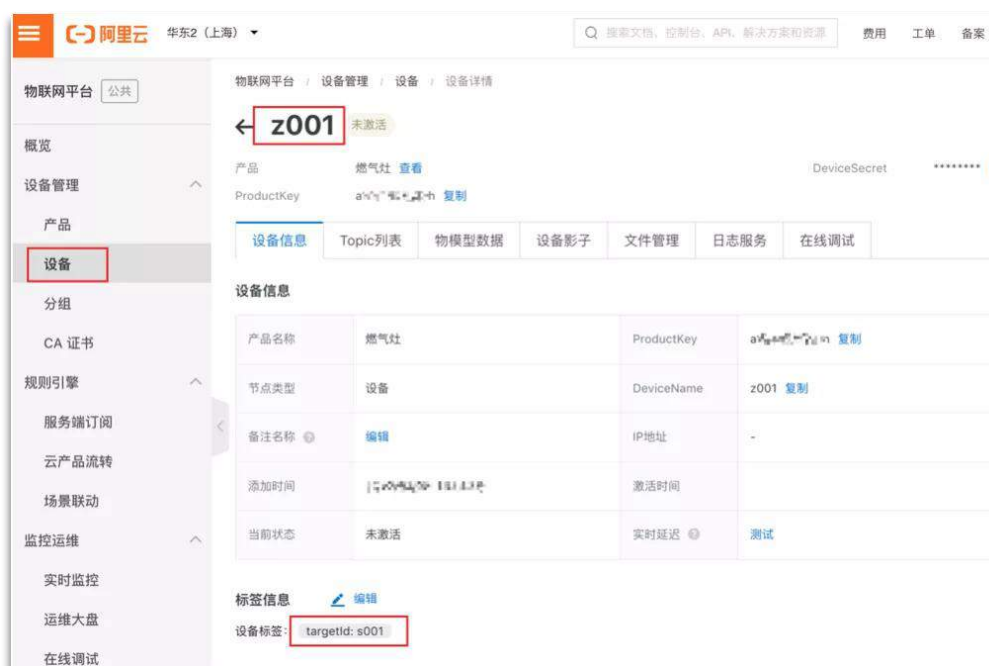 阿里云 华东2（上海） 搜索文档、控制台、API、解决方案和资源 费用 工单 备案
物联网平台 公共
物联网平台 / 设备管理 / 设备 / 设备详情
← z001 未激活
概览
产品 燃气灶 查看 DeviceSecret ********
设备管理
ProductKey 复制
产品
设备信息 Topic列表 物模型数据 设备影子 文件管理 日志服务 在线调试
设备
设备信息
分组
产品名称 燃气灶 ProductKey 复制
CA 证书
规则引擎
节点类型 设备 DeviceName z001 复制
服务端订阅
备注名称 编辑 IP地址 -
云产品流转
添加时间 激活时间
场景联动
当前状态 未激活 实时延迟 测试
监控运维
实时监控
标签信息 编辑
运维大盘
设备标签： targetId: s001
在线调试